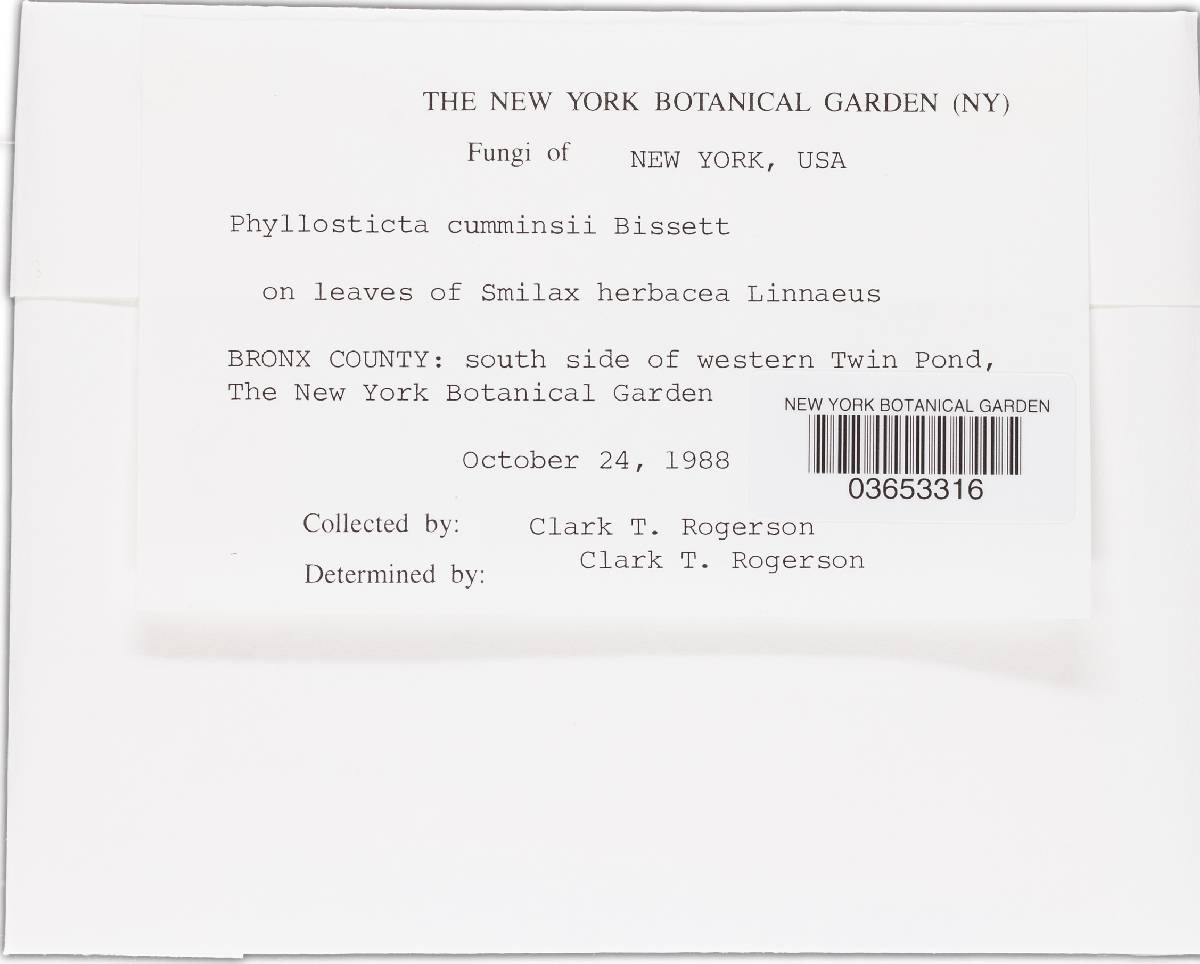 THE NEW YORK BOTANICAL GARDEN (NY)
Fungi of NEW YORK, USA
Phyllosticta cumminsii Bissett
on leaves of Smilax herbacea Linnaeus
BRONX COUNTY: south side of western Twin Pond,
The New York Botanical Garden
NEW YORK BOTANICAL GARDEN
03653316
October 24, 1988
Collected by: Clark T. Rogerson
Determined by: Clark T. Rogerson